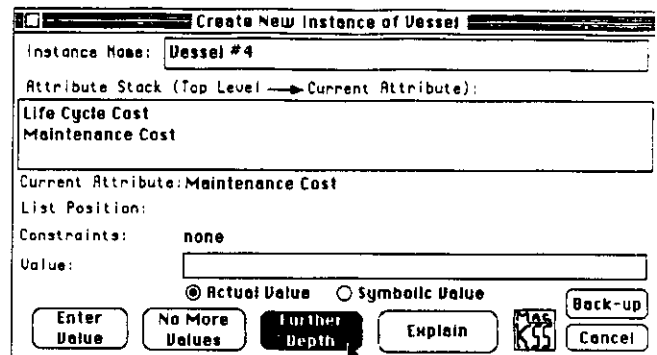 Create New Instance of Vessel
Instance Name: Vessel #4
Attribute Stack (Top Level → Current Attribute):
Life Cycle Cost
Maintenance Cost
Current Attribute: Maintenance Cost
List Position:
Constraints: none
Value:
Actual Value Symbolic Value
Enter Value
No More Values
Further Depth
Explain
KSS
Back-up
Cancel